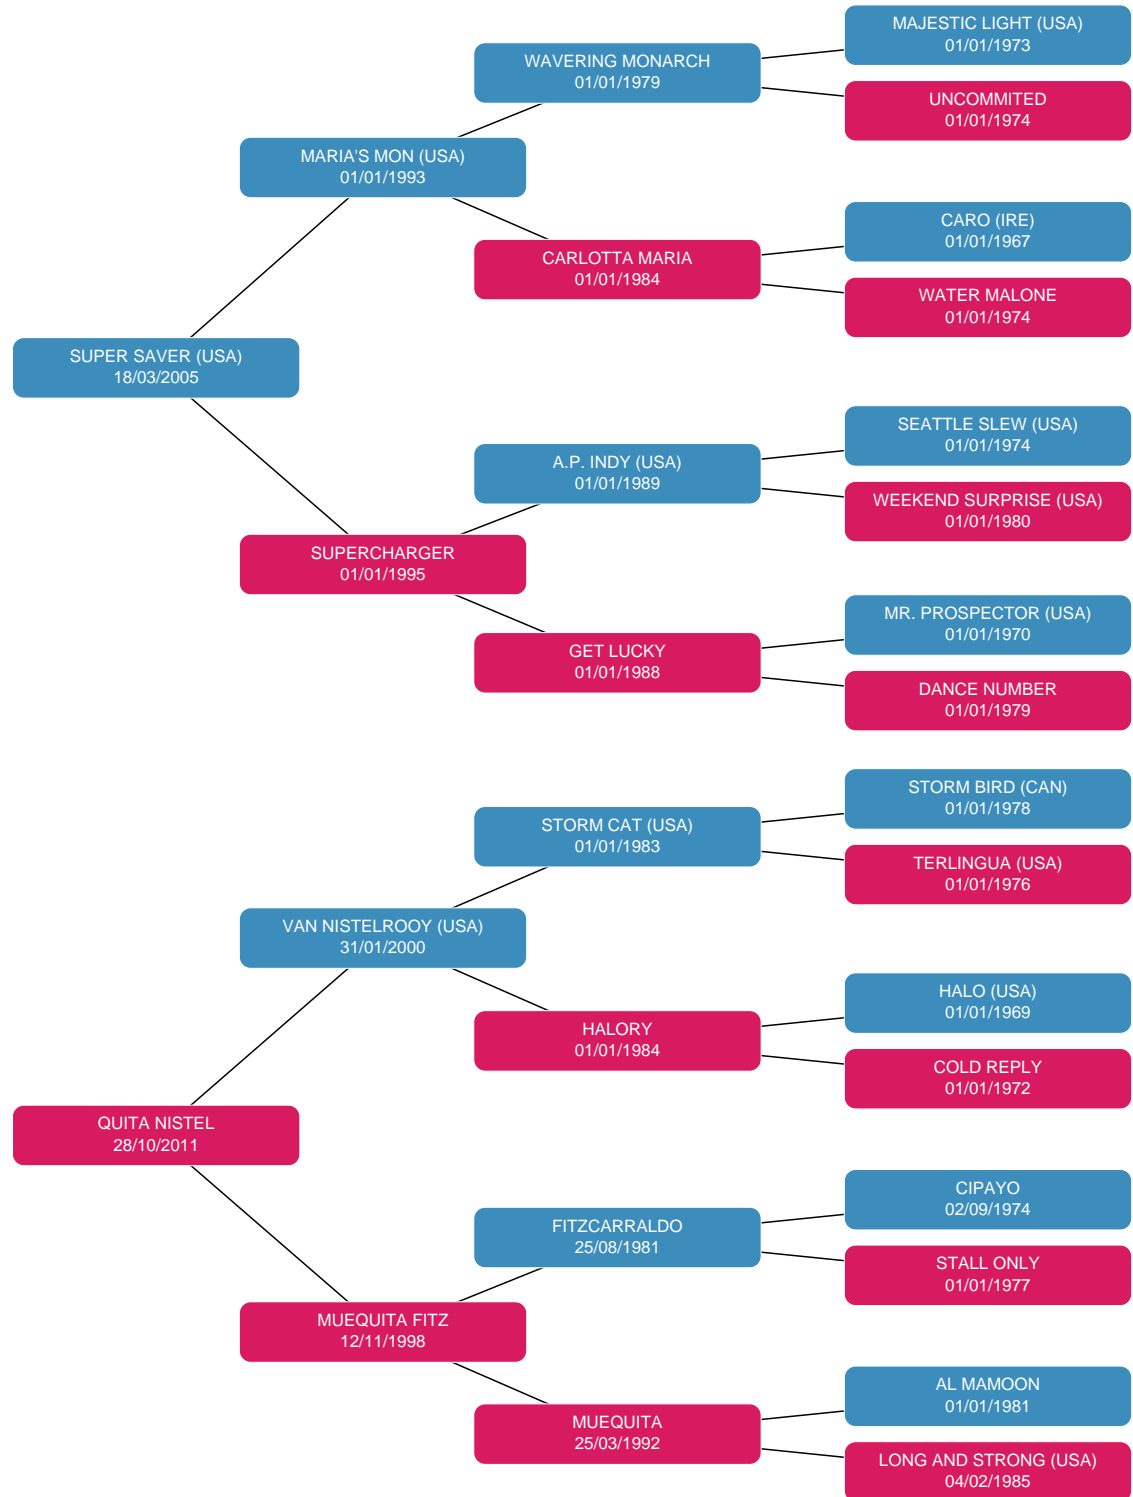 MAJESTIC LIGHT (USA)
01/01/1973
WAVERING MONARCH
01/01/1979
UNCOMMITED
01/01/1974
MARIA'S MON (USA)
01/01/1993
CARO (IRE)
01/01/1967
CARLOTTA MARIA
01/01/1984
WATER MALONE
01/01/1974
SUPER SAVER (USA)
18/03/2005
SEATTLE SLEW (USA)
01/01/1974
A.P. INDY (USA)
01/01/1989
WEEKEND SURPRISE (USA)
01/01/1980
SUPERCHARGER
01/01/1995
MR. PROSPECTOR (USA)
01/01/1970
GET LUCKY
01/01/1988
DANCE NUMBER
01/01/1979
STORM BIRD (CAN)
01/01/1978
STORM CAT (USA)
01/01/1983
TERLINGUA (USA)
01/01/1976
VAN NISTELROOY (USA)
31/01/2000
HALO (USA)
01/01/1969
HALORY
01/01/1984
COLD REPLY
01/01/1972
QUITA NISTEL
28/10/2011
CIPAYO
02/09/1974
FITZCARRALDO
25/08/1981
STALL ONLY
01/01/1977
MUEQUITA FITZ
12/11/1998
AL MAMOON
01/01/1981
MUEQUITA
25/03/1992
LONG AND STRONG (USA)
04/02/1985